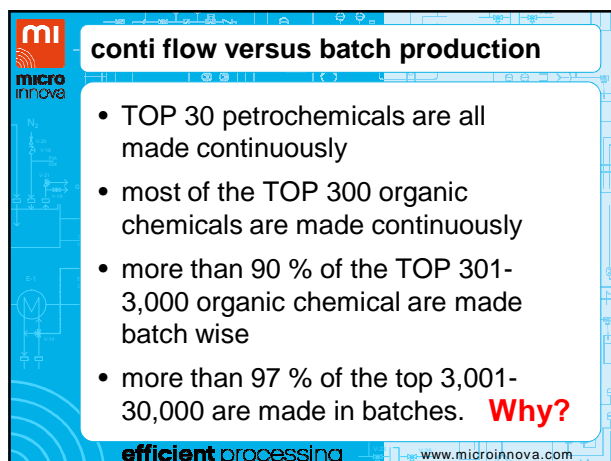 mi
micro
innova
conti flow versus batch production
• TOP 30 petrochemicals are all
made continuously
• most of the TOP 300 organic
chemicals are made continuously
• more than 90 % of the TOP 301-
3,000 organic chemical are made
batch wise
• more than 97 % of the top 3,001-
30,000 are made in batches. Why?
N₂
E-1
M
efficient processing
www.microinnova.com